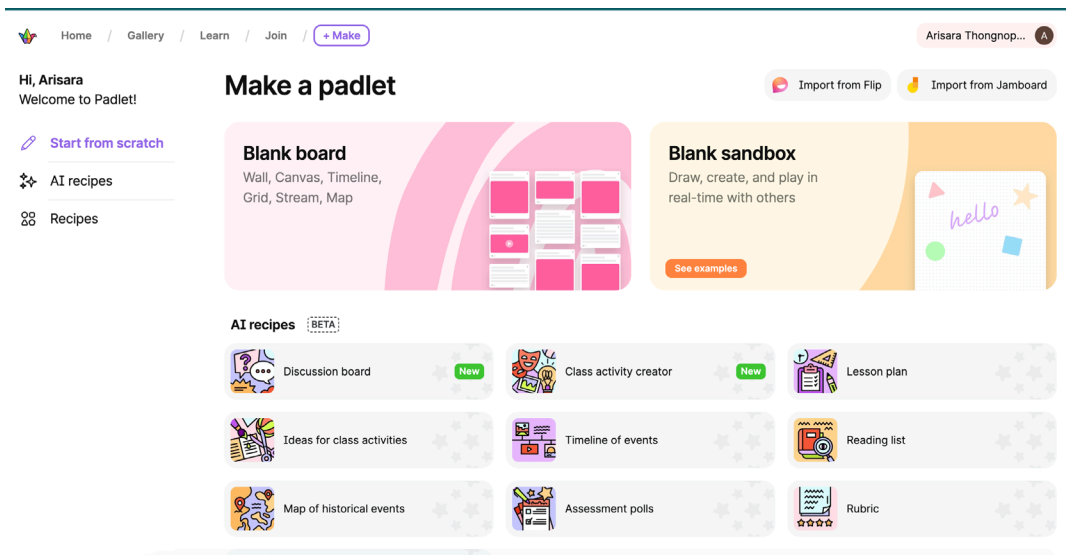 Home / Gallery / Learn / Join / + Make
Arisara Thongnop... A
Hi, Arisara
Welcome to Padlet!
Start from scratch
AI recipes
Recipes
Make a padlet
Import from Flip
Import from Jamboard
Blank board
Wall, Canvas, Timeline,
Grid, Stream, Map
Blank sandbox
Draw, create, and play in
real-time with others
See examples
hello
AI recipes BETA
Discussion board New
Class activity creator New
Lesson plan
Ideas for class activities
Timeline of events
Reading list
Map of historical events
Assessment polls
Rubric